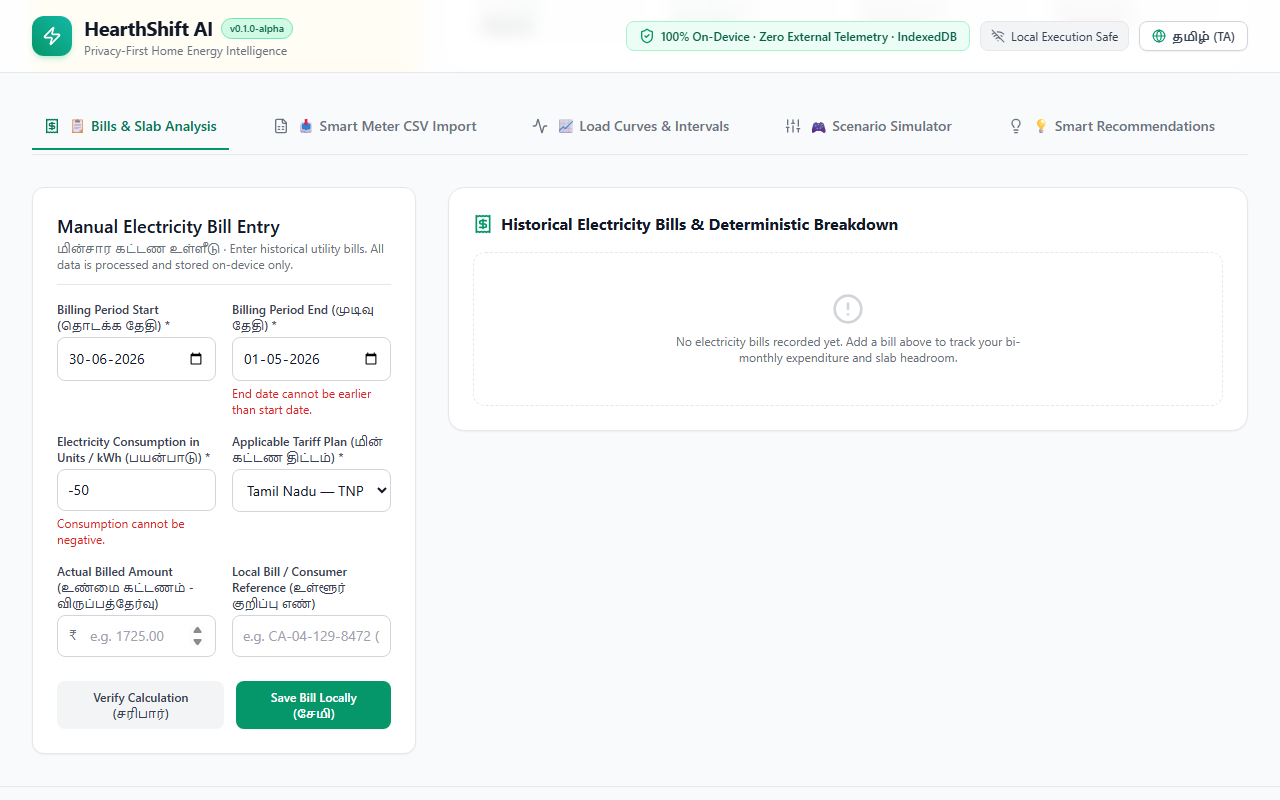 HearthShift AI v0.1.0-alpha
Privacy-First Home Energy Intelligence
100% On-Device · Zero External Telemetry · IndexedDB
Local Execution Safe
தமிழ் (TA)
📋 Bills & Slab Analysis
📥 Smart Meter CSV Import
📈 Load Curves & Intervals
🎮 Scenario Simulator
💡 Smart Recommendations
Manual Electricity Bill Entry
மின்சார கட்டண உள்ளீடு · Enter historical utility bills. All
data is processed and stored on-device only.
Billing Period Start
(தொடக்க தேதி) *
30-06-2026
Billing Period End (முடிவு
தேதி) *
01-05-2026
End date cannot be earlier
than start date.
Electricity Consumption in
Units / kWh (பயன்பாடு) *
-50
Consumption cannot be
negative.
Applicable Tariff Plan (மின்
கட்டண திட்டம்) *
Tamil Nadu — TNP
Actual Billed Amount
(உண்மை கட்டணம் -
விருப்பத்தேர்வு)
₹ e.g. 1725.00
Local Bill / Consumer
Reference (உள்ளூர்
குறிப்பு எண்)
e.g. CA-04-129-8472 (
Verify Calculation
(சரிபார்)
Save Bill Locally
(சேமி)
Historical Electricity Bills & Deterministic Breakdown
No electricity bills recorded yet. Add a bill above to track your bi-
monthly expenditure and slab headroom.